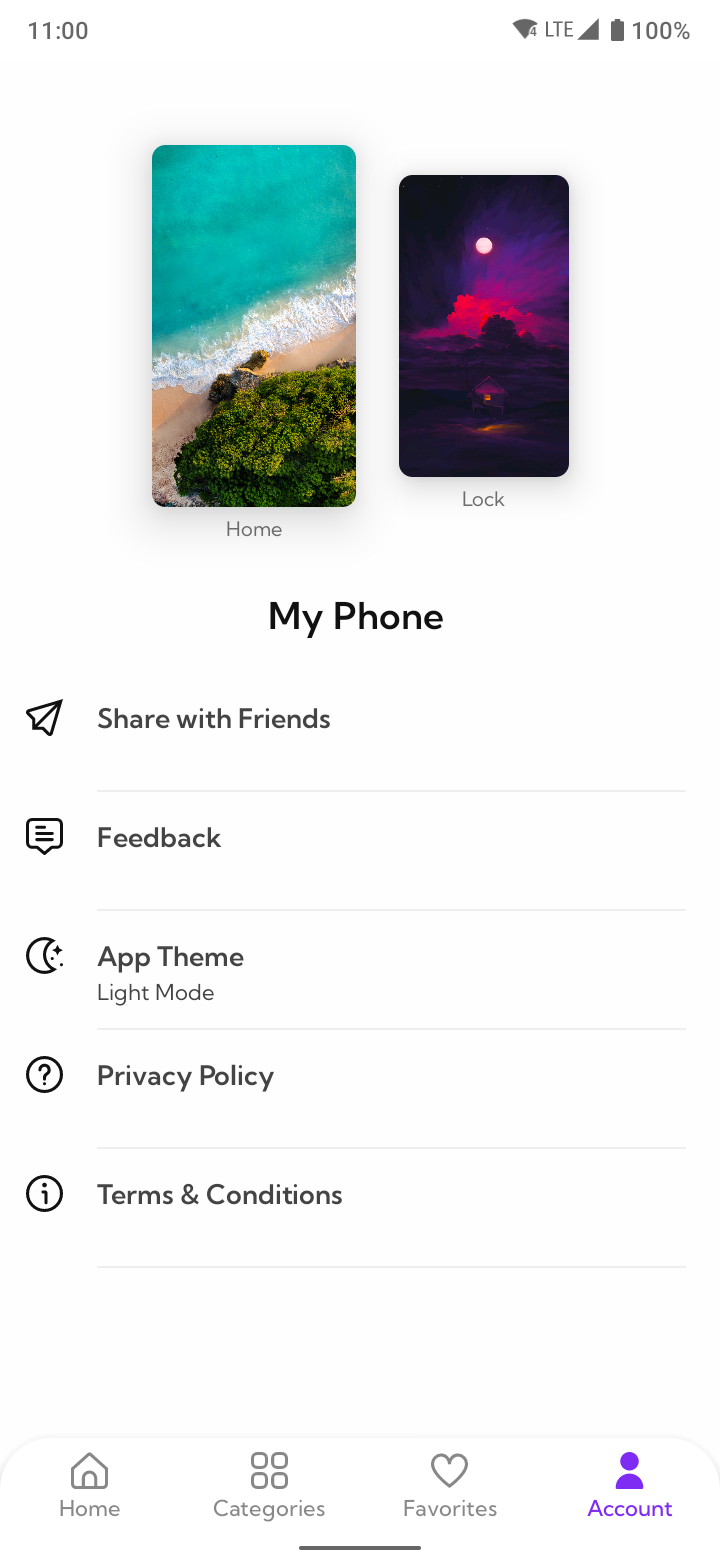 11:00
LTE 100%
Home
Lock
My Phone
Share with Friends
Feedback
App Theme
Light Mode
Privacy Policy
Terms & Conditions
Home
Categories
Favorites
Account